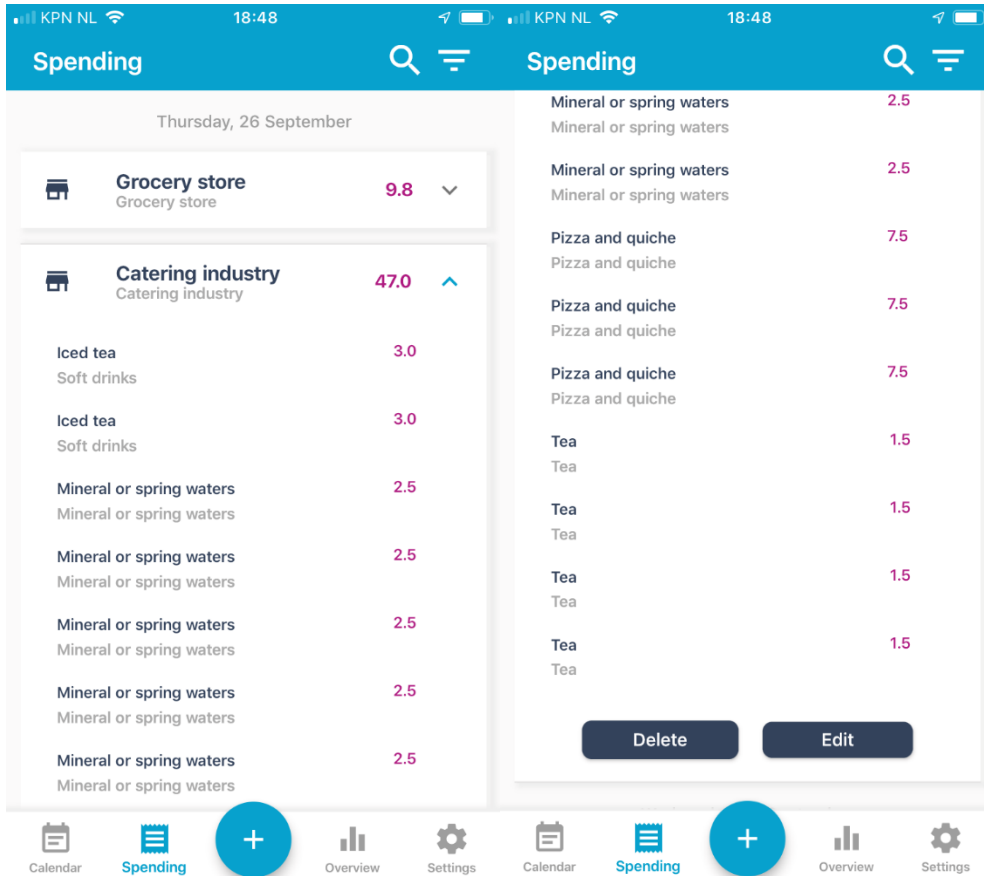 KPN NL 18:48
Spending
Thursday, 26 September
Grocery store 9.8
Grocery store
Catering industry 47.0
Catering industry
Iced tea 3.0
Soft drinks
Iced tea 3.0
Soft drinks
Mineral or spring waters 2.5
Mineral or spring waters
Mineral or spring waters 2.5
Mineral or spring waters
Mineral or spring waters 2.5
Mineral or spring waters
Mineral or spring waters 2.5
Mineral or spring waters
Mineral or spring waters 2.5
Mineral or spring waters
Calendar Spending + Overview Settings
KPN NL 18:48
Spending
Mineral or spring waters 2.5
Mineral or spring waters
Mineral or spring waters 2.5
Mineral or spring waters
Pizza and quiche 7.5
Pizza and quiche
Pizza and quiche 7.5
Pizza and quiche
Pizza and quiche 7.5
Pizza and quiche
Tea 1.5
Tea
Tea 1.5
Tea
Tea 1.5
Tea
Tea 1.5
Tea
Delete Edit
Calendar Spending + Overview Settings